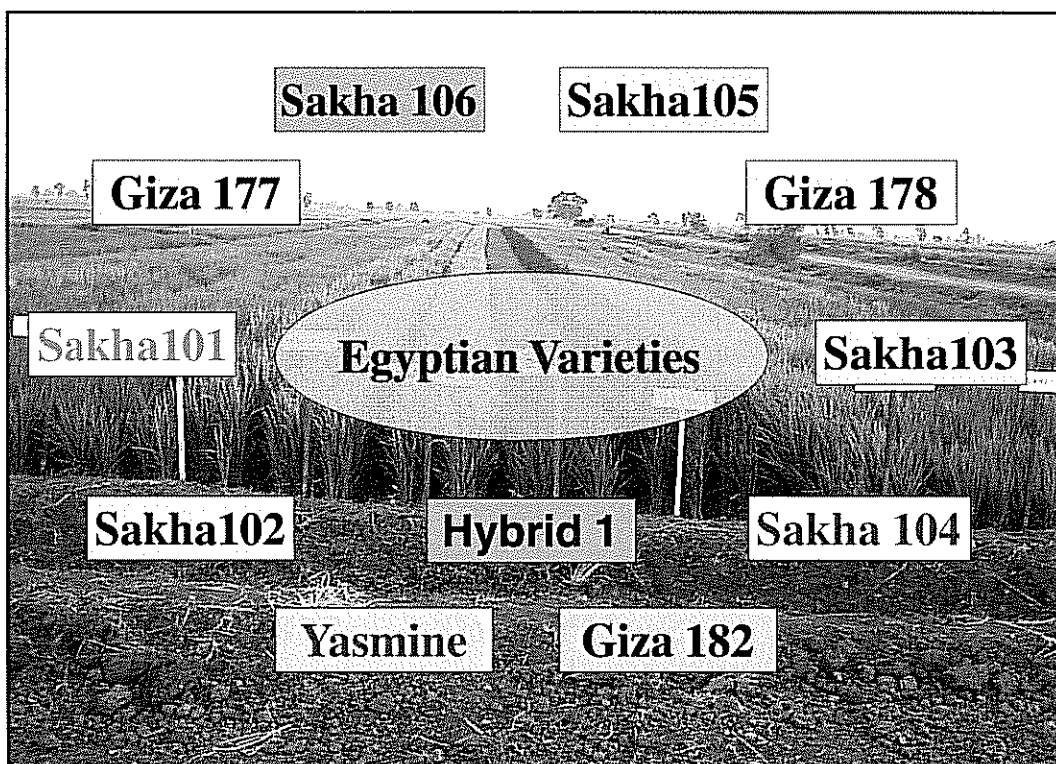 Sakha 106
Sakha105
Giza 177
Giza 178
Sakha101
Egyptian Varieties
Sakha103
Sakha102
Hybrid 1
Sakha 104
Yasmine
Giza 182